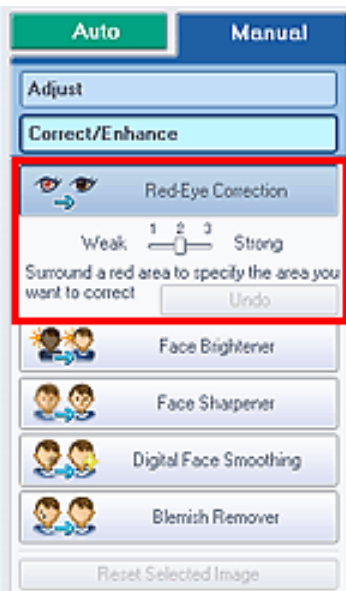 Auto Manual
Adjust
Correct/Enhance
Red-Eye Correction
1 2 3
Weak Strong
Surround a red area to specify the area you
want to correct Undo
Face Brightener
Face Sharpener
Digital Face Smoothing
Blemish Remover
Reset Selected Image